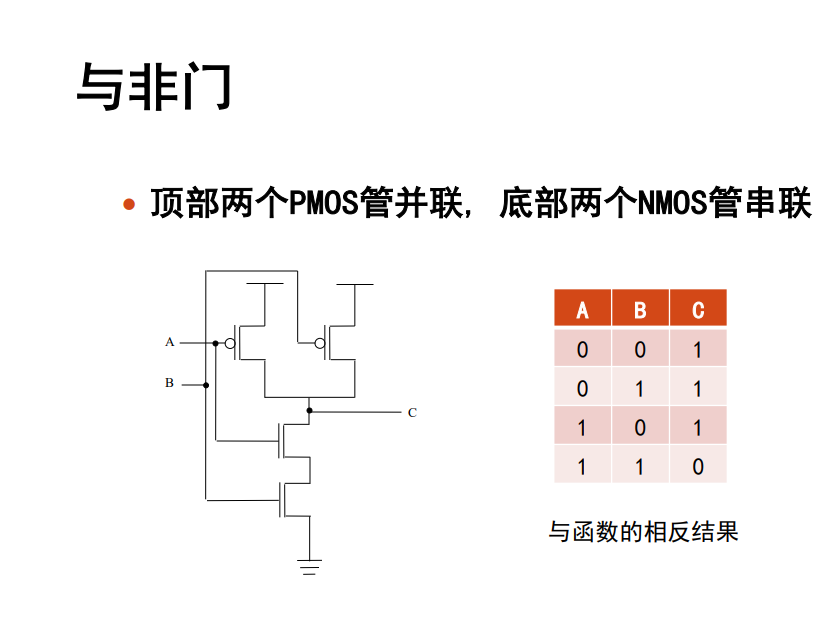 与非门
• 顶部两个PMOS管并联, 底部两个NMOS管串联
A
B
C
A B C
0 0 1
0 1 1
1 0 1
1 1 0
与函数的相反结果